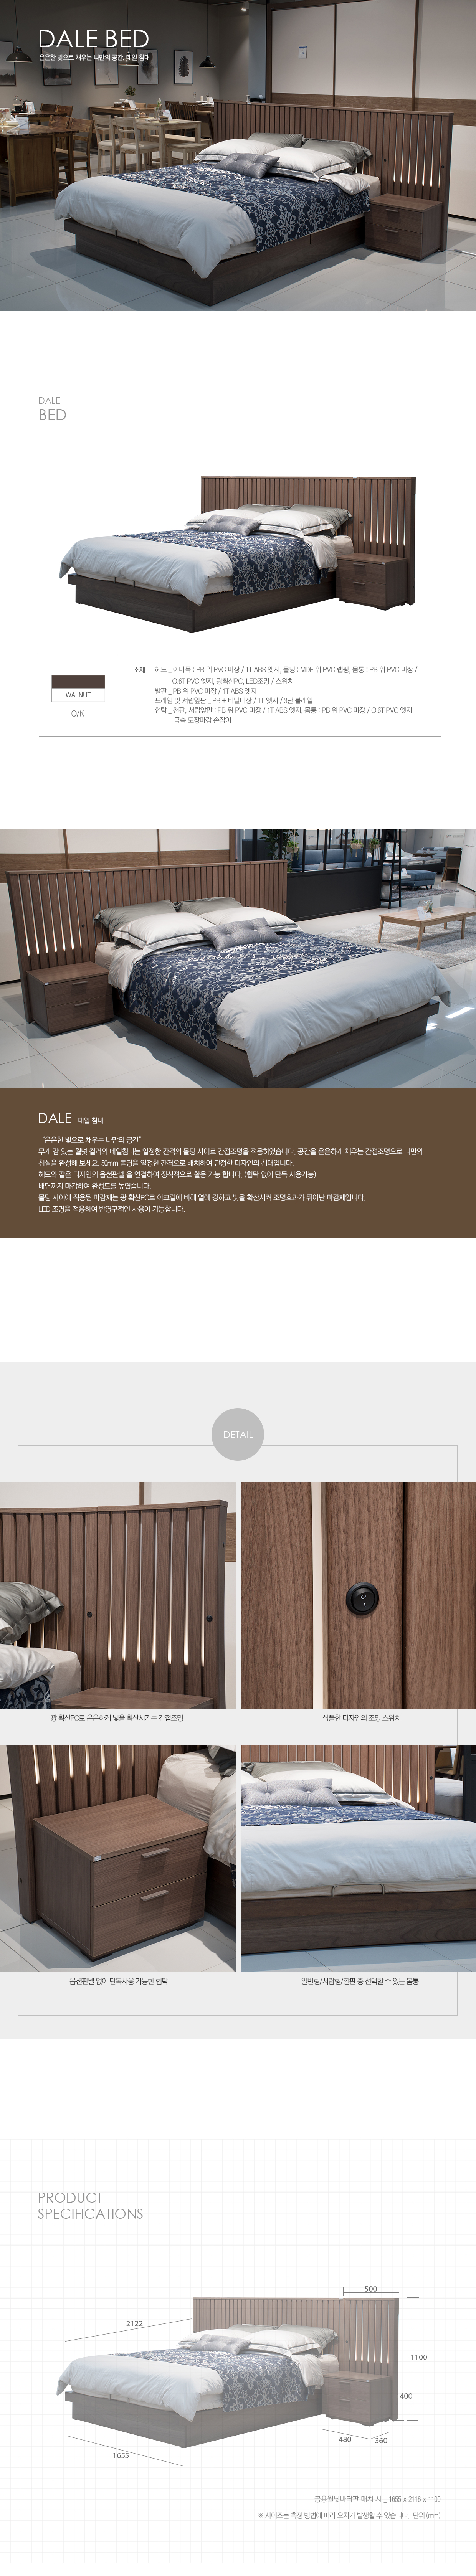 DALE BED
은은한 빛으로 채우는 나만의 공간, 데일 침대
DALE
BED
WALNUT
Q/K
소재 헤드 _ 이마목 : PB 위 PVC 미장 / 1T ABS 엣지, 몰딩 : MDF 위 PVC 랩핑, 몸통 : PB 위 PVC 미장 /
0.6T PVC 엣지, 광확산PC, LED조명 / 스위치
발판 _ PB 위 PVC 미장 / 1T ABS 엣지
프레임 및 서랍앞판 _ PB + 비닐미장 / 1T 엣지 / 3단 볼레일
협탁 _ 천판, 서랍앞판 : PB 위 PVC 미장 / 1T ABS 엣지, 몸통 : PB 위 PVC 미장 / 0.6T PVC 엣지
금속 도장마감 손잡이
DALE 데일 침대
"은은한 빛으로 채우는 나만의 공간"
무게 감 있는 월넛 컬러의 데일침대는 일정한 간격의 몰딩 사이로 간접조명을 적용하였습니다. 공간을 은은하게 채우는 간접조명으로 나만의
침실을 완성해 보세요. 50mm 몰딩을 일정한 간격으로 배치하여 단정한 디자인의 침대입니다.
헤드와 같은 디자인의 옵션판넬 을 연결하여 장식적으로 활용 가능 합니다. (협탁 없이 단독 사용가능)
배면까지 마감하여 완성도를 높였습니다.
몰딩 사이에 적용된 마감재는 광 확산PC로 아크릴에 비해 열에 강하고 빛을 확산시켜 조명효과가 뛰어난 마감재입니다.
LED 조명을 적용하여 반영구적인 사용이 가능합니다.
DETAIL
광 확산PC로 은은하게 빛을 확산시키는 간접조명
심플한 디자인의 조명 스위치
옵션판넬 없이 단독사용 가능한 협탁
일반형/서랍형/깔판 중 선택할 수 있는 몸통
PRODUCT
SPECIFICATIONS
500
2122
1100
400
480
360
1655
공용월넛바닥판 매치 시 _ 1655 x 2116 x 1100
※ 사이즈는 측정 방법에 따라 오차가 발생할 수 있습니다. 단위(mm)